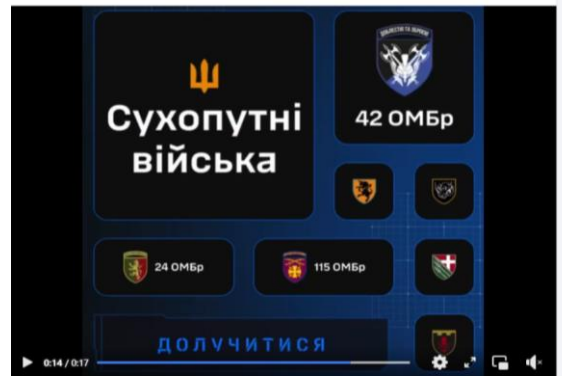 Сухопутні
війська
42 ОМБр
24 ОМБр
115 ОМБр
ДОЛУЧИТИСЯ
0:14 / 0:17